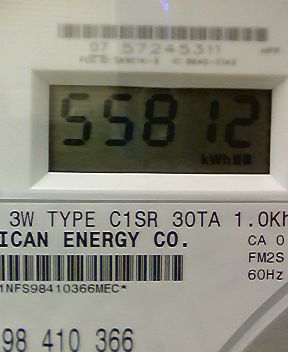 07 57245311
55812
kWh
3W TYPE C1SR 30TA 1.0Kh
ICAN ENERGY CO.
CA 0
FM2S
60Hz
1NFS98410366MEC*
98 410 366